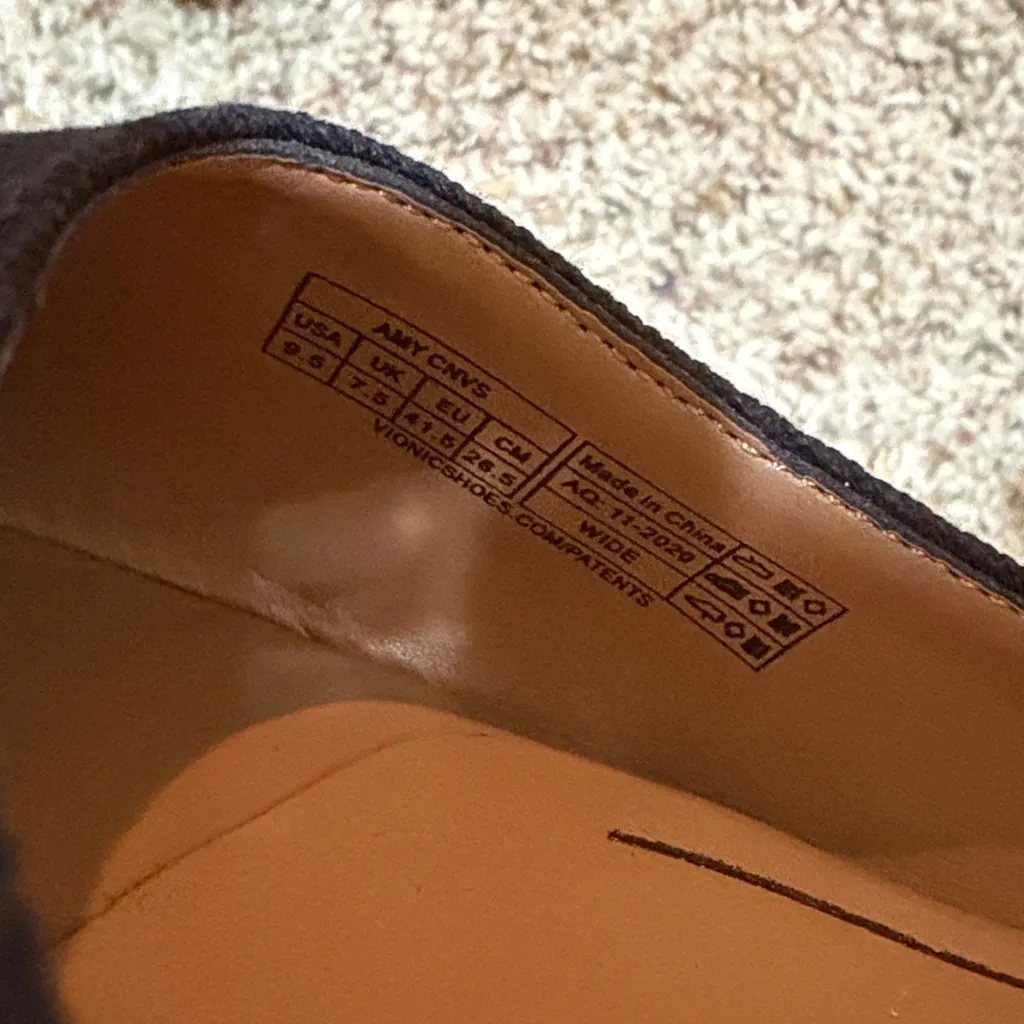 AMY CNVS
USA UK EU CM
9.5 7.5 41.5 26.5
VIONICSHOES.COM/PATENTS
Made in China
AQ: 11-2020
WIDE